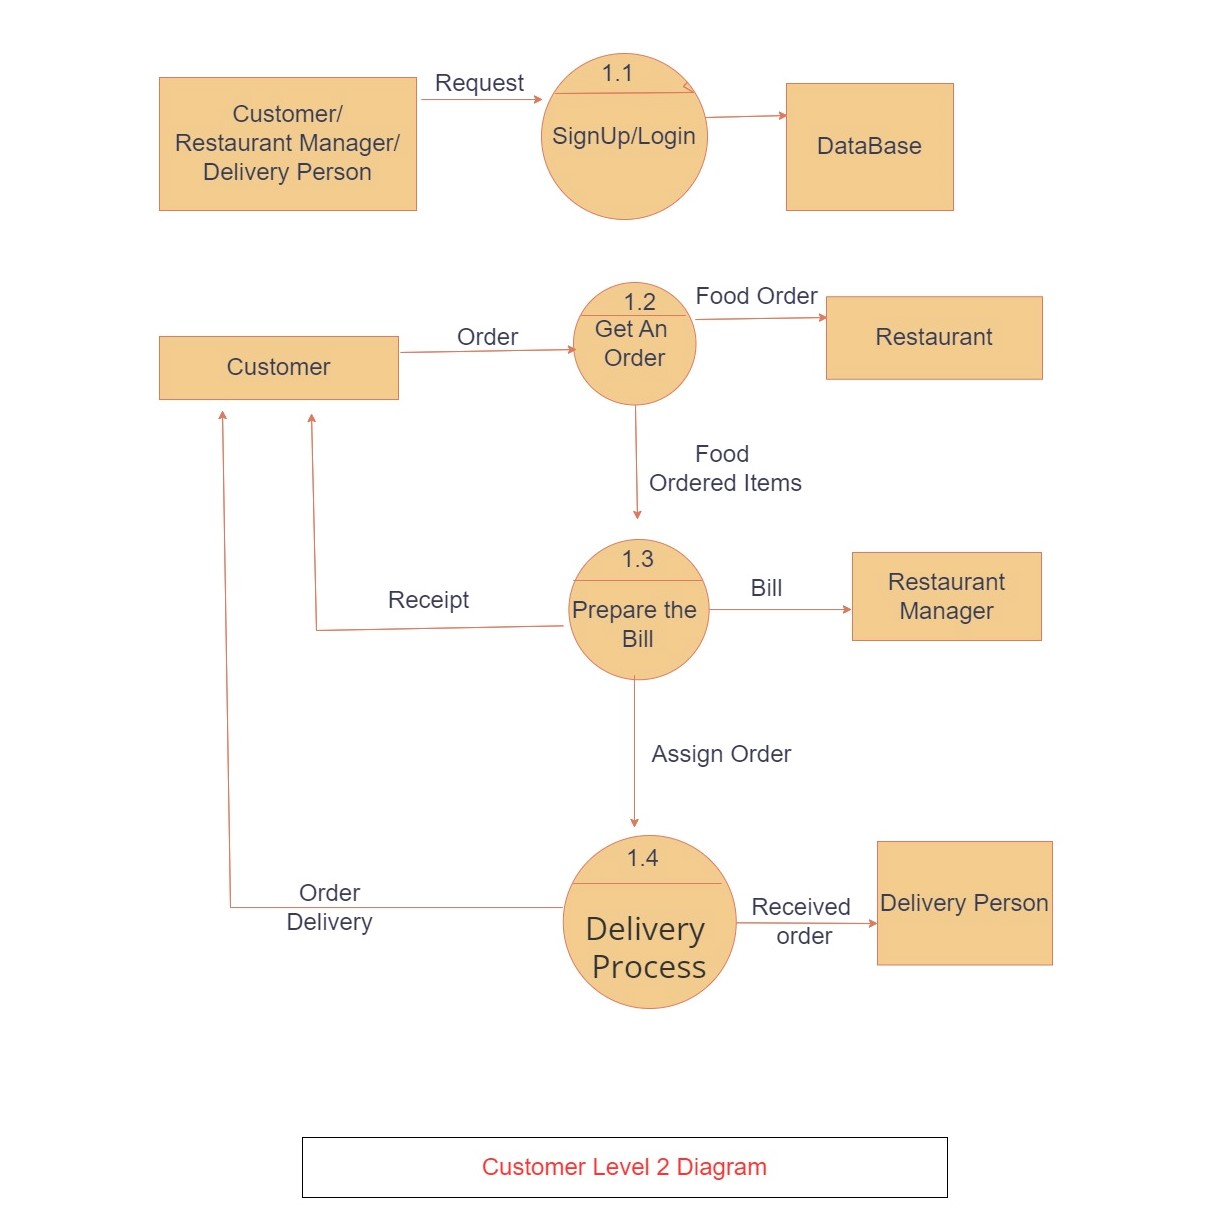 Request
1.1
Customer/
Restaurant Manager/
Delivery Person
SignUp/Login
DataBase
1.2
Food Order
Order
Get An
Order
Restaurant
Customer
Food
Ordered Items
1.3
Receipt
Prepare the
Bill
Bill
Restaurant
Manager
Assign Order
1.4
Order
Delivery
Delivery
Process
Received
order
Delivery Person
Customer Level 2 Diagram